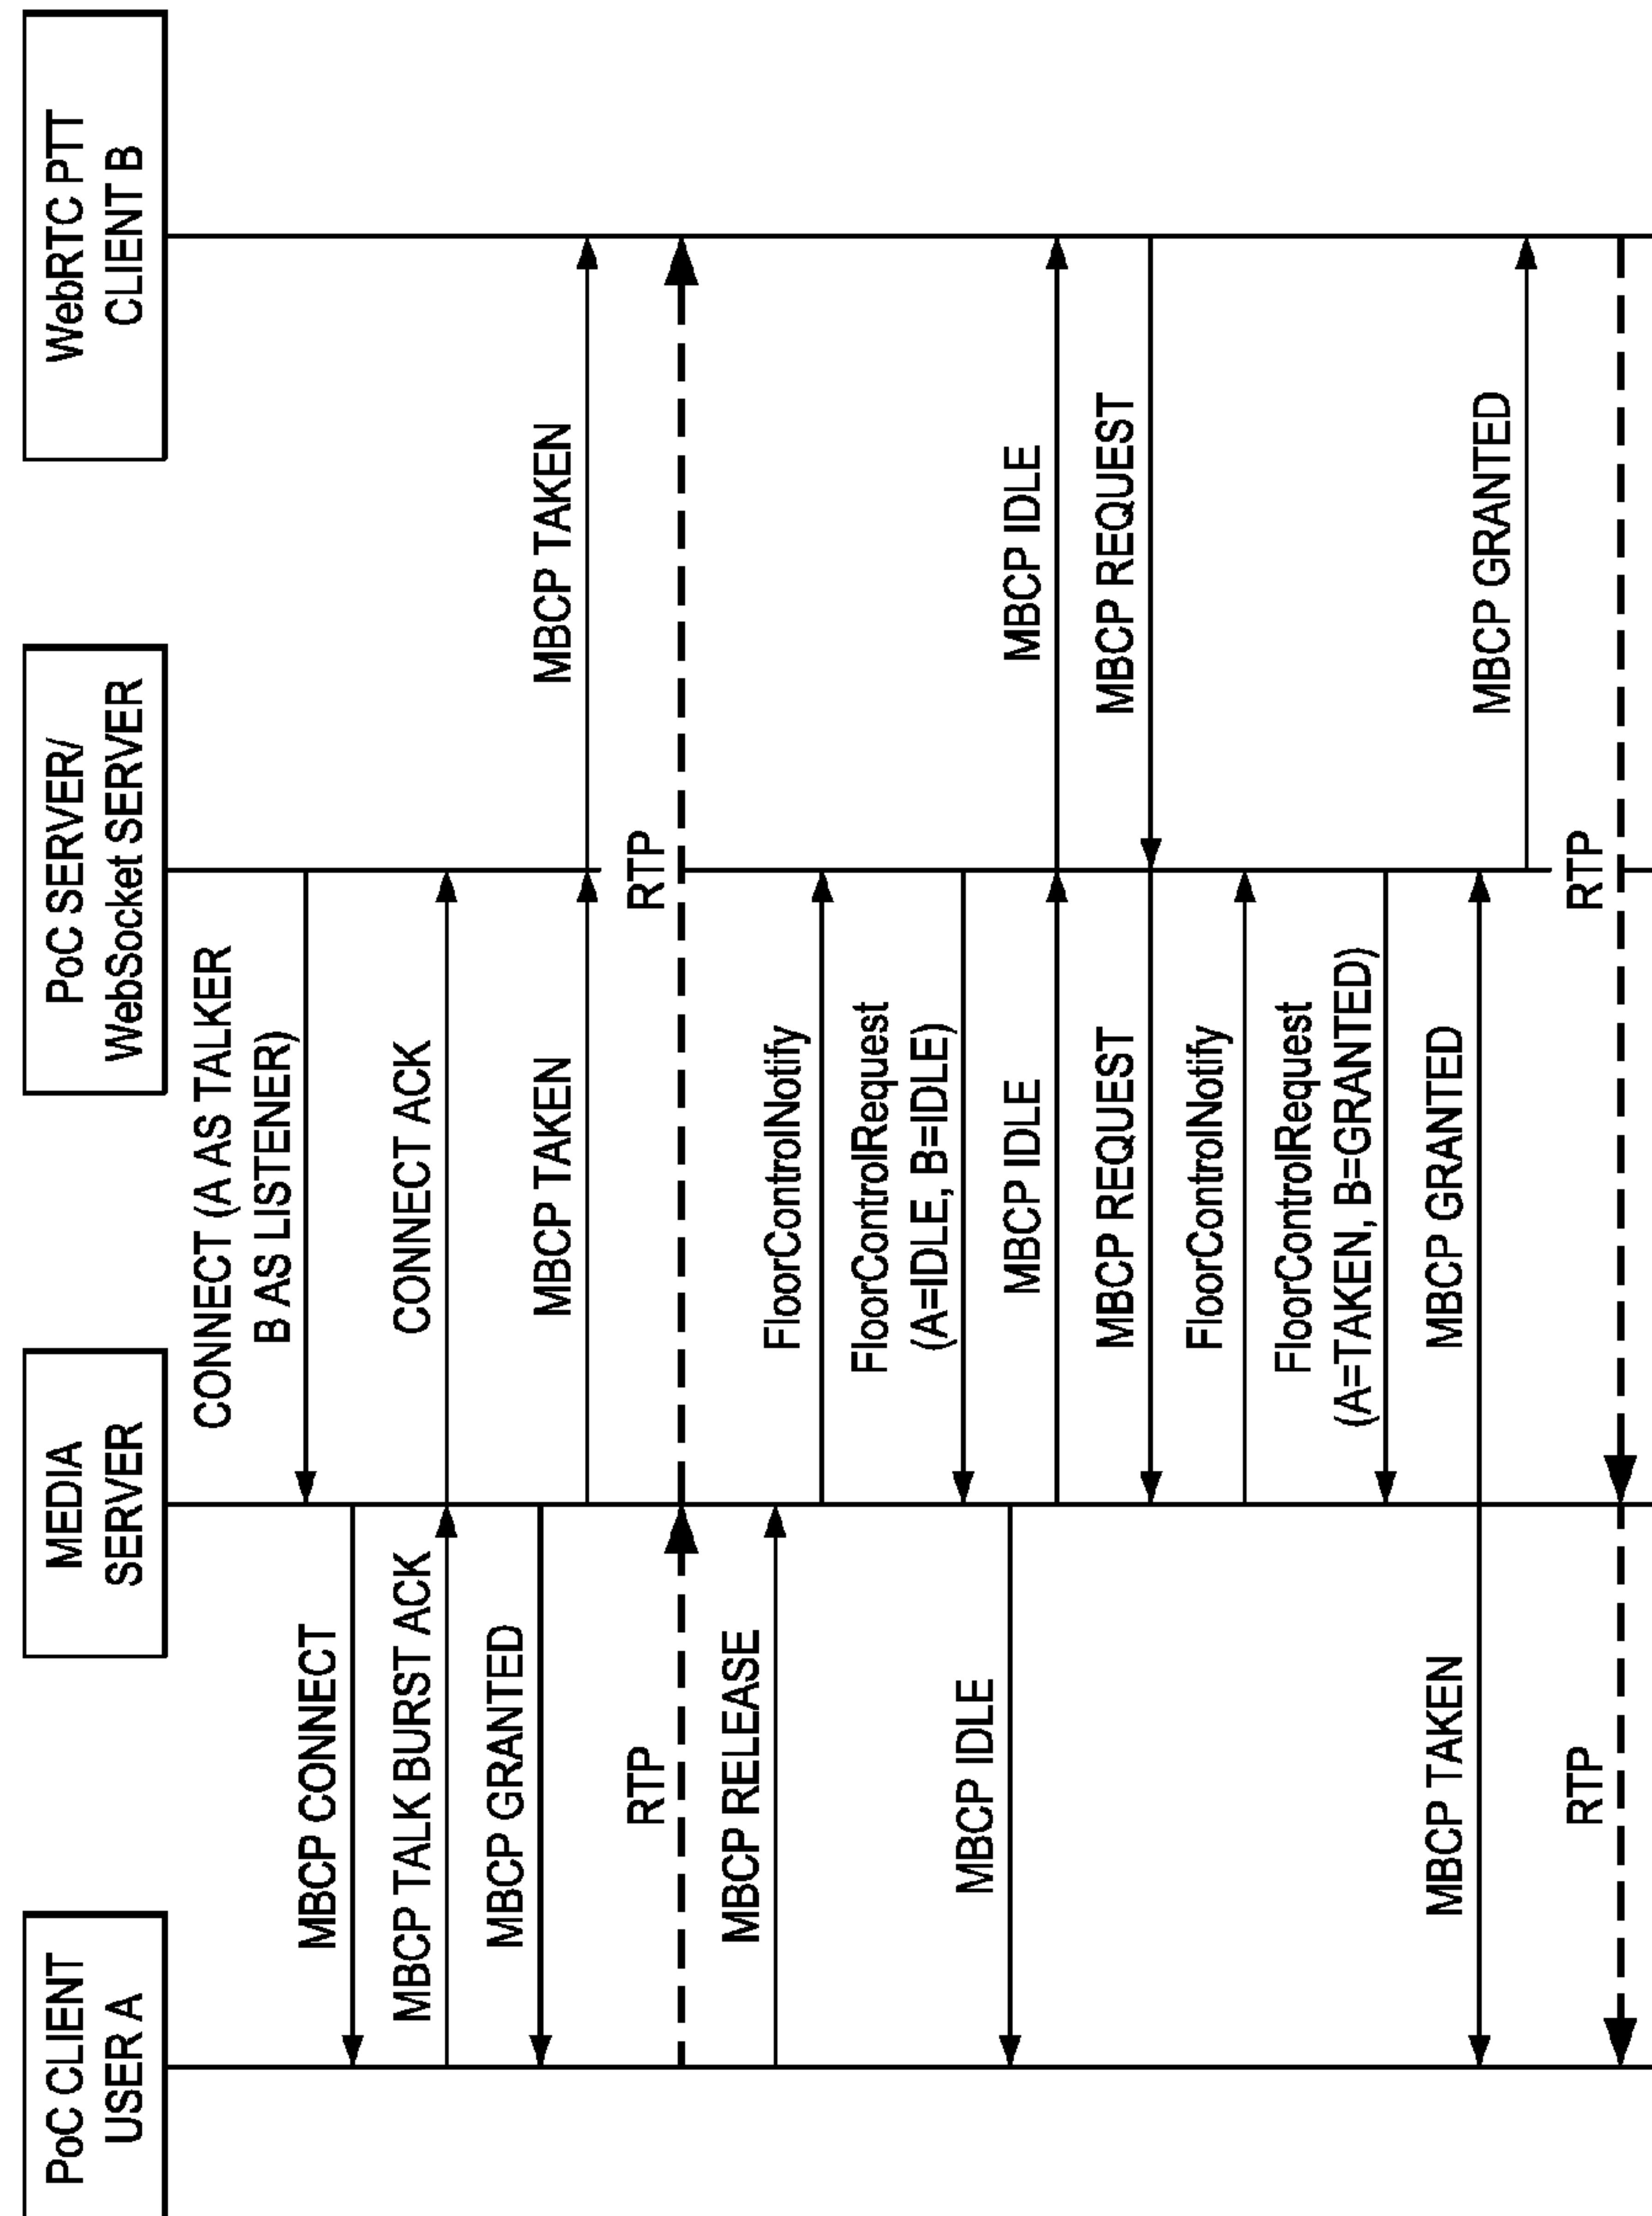 PoC CLIENT
USER A
MEDIA
SERVER
PoC SERVER/
WebSocket SERVER
WebRTC PTT
CLIENT B
CONNECT (A AS TALKER
B AS LISTENER)
MBCP CONNECT
MBCP TALK BURST ACK
CONNECT ACK
MBCP GRANTED
MBCP TAKEN
MBCP TAKEN
RTP
RTP
MBCP RELEASE
FloorControlNotify
FloorControlRequest
(A=IDLE, B=IDLE)
MBCP IDLE
MBCP IDLE
MBCP IDLE
MBCP REQUEST
MBCP REQUEST
FloorControlNotify
FloorControlRequest
(A=TAKEN, B=GRANTED)
MBCP TAKEN
MBCP GRANTED
MBCP GRANTED
RTP
RTP